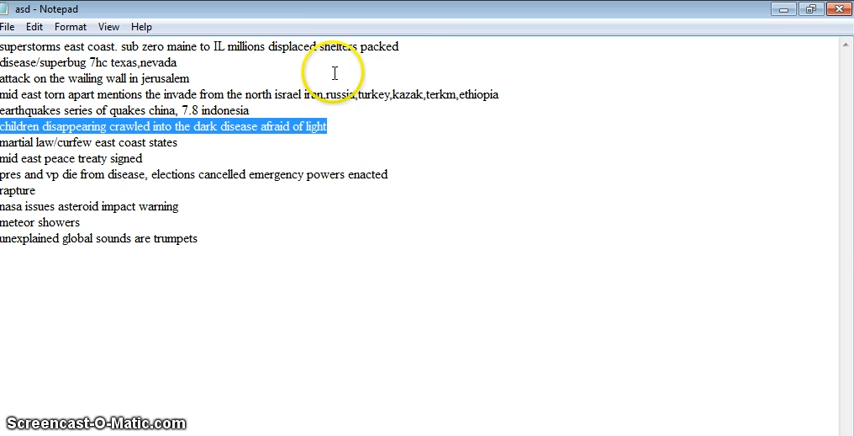 asd - Notepad
File Edit Format View Help
superstorms east coast. sub zero maine to IL millions displaced shelters packed
disease/superbug 7hc texas,nevada
attack on the wailing wall in jerusalem
mid east torn apart mentions the invade from the north israel iran,russia,turkey,kazak,terkm,ethiopia
earthquakes series of quakes china, 7.8 indonesia
children disappearing crawled into the dark disease afraid of light
martial law/curfew east coast states
mid east peace treaty signed
pres and vp die from disease, elections cancelled emergency powers enacted
rapture
nasa issues asteroid impact warning
meteor showers
unexplained global sounds are trumpets
Screencast-O-Matic.com